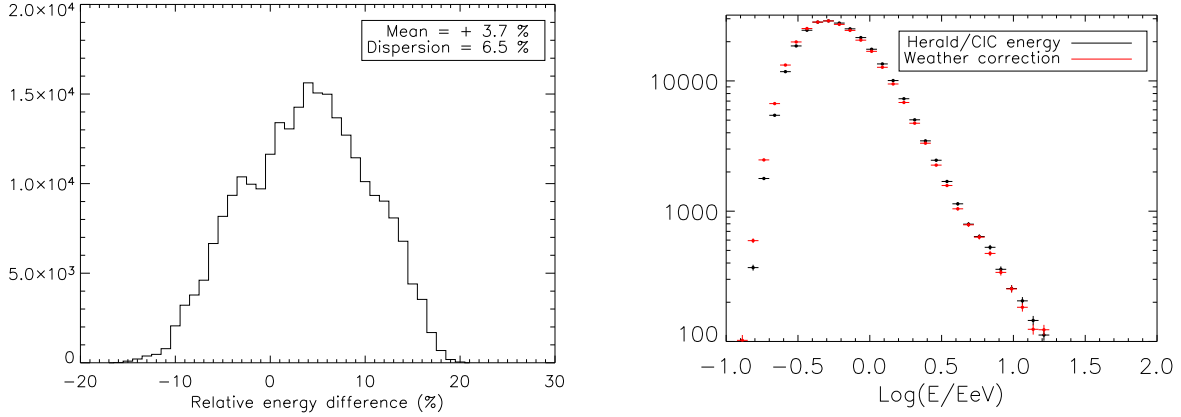 2.0×10⁴
1.5×10⁴
1.0×10⁴
5.0×10³
0
-20 -10 0 10 20 30
Relative energy difference (%)
Mean = + 3.7 %
Dispersion = 6.5 %
10000
1000
100
-1.0 -0.5 0.0 0.5 1.0 1.5 2.0
Log(E/EeV)
Herald/CIC energy
Weather correction